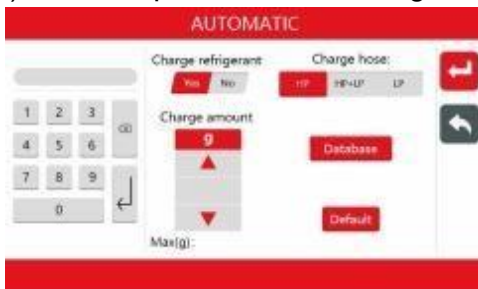 AUTOMATIC
Charge refrigerant
Charge hose:
Yes No
HP HP+LP LP
1 2 3
4 5 6
7 8 9
0
Charge amount
g
Database
Default
Max(g):